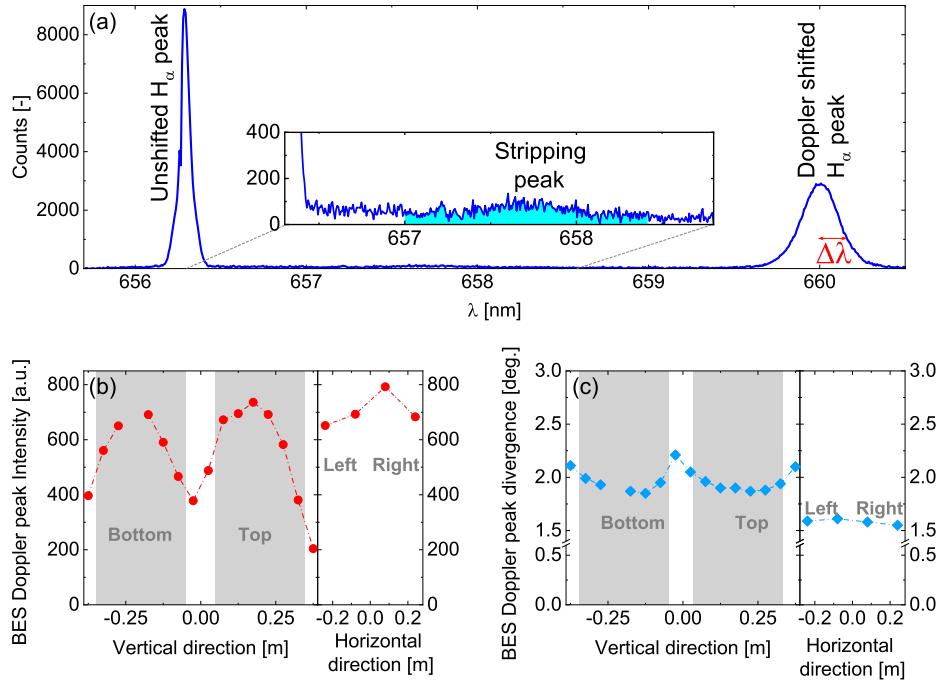 (a)
8000
6000
4000
2000
0
Counts [-]
Unshifted Hα peak
400
200
0
Stripping
peak
657
658
Doppler shifted
Hα peak
Δλ
656
657
658
659
660
λ [nm]
(b)
800
600
400
200
0
BES Doppler peak Intensity [a.u.]
Bottom
Top
Left
Right
800
600
400
200
0
-0.25
0.00
0.25
-0.2
0.0
0.2
Vertical direction [m]
Horizontal
direction [m]
(c)
3.0
2.5
2.0
1.5
0.5
0.0
BES Doppler peak divergence [deg.]
Bottom
Top
Left
Right
3.0
2.5
2.0
1.5
0.5
0.0
-0.25
0.00
0.25
-0.2
0.0
0.2
Vertical direction [m]
Horizontal
direction [m]